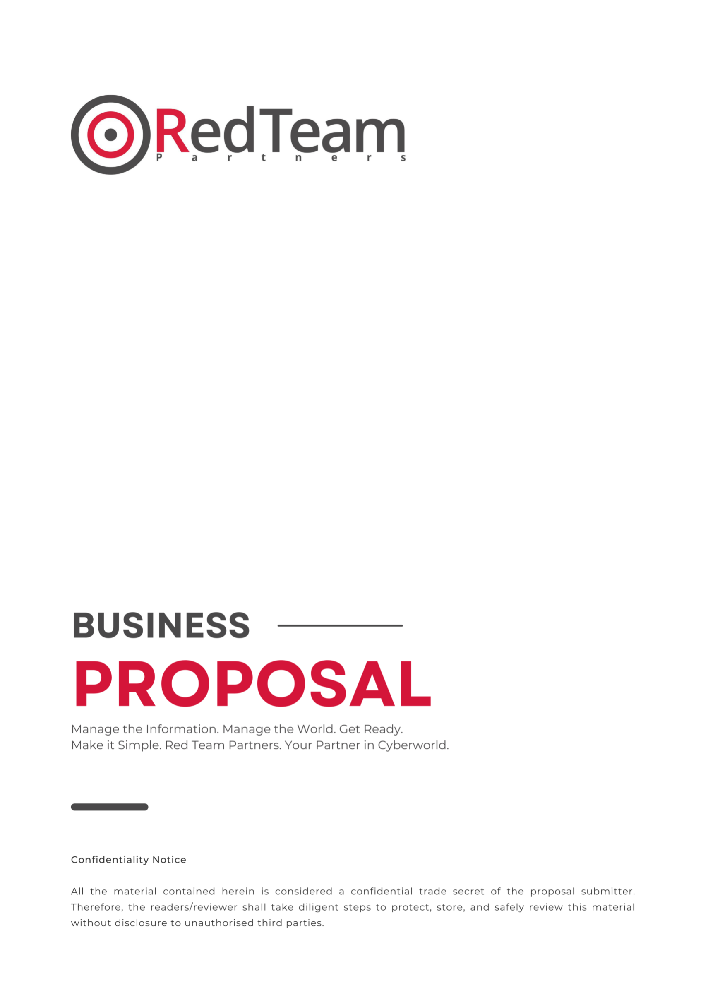 RedTeam
Partners
BUSINESS
PROPOSAL
Manage the Information. Manage the World. Get Ready.
Make it Simple. Red Team Partners. Your Partner in Cyberworld.
Confidentiality Notice
All the material contained herein is considered a confidential trade secret of the proposal submitter.
Therefore, the readers/reviewer shall take diligent steps to protect, store, and safely review this material
without disclosure to unauthorised third parties.